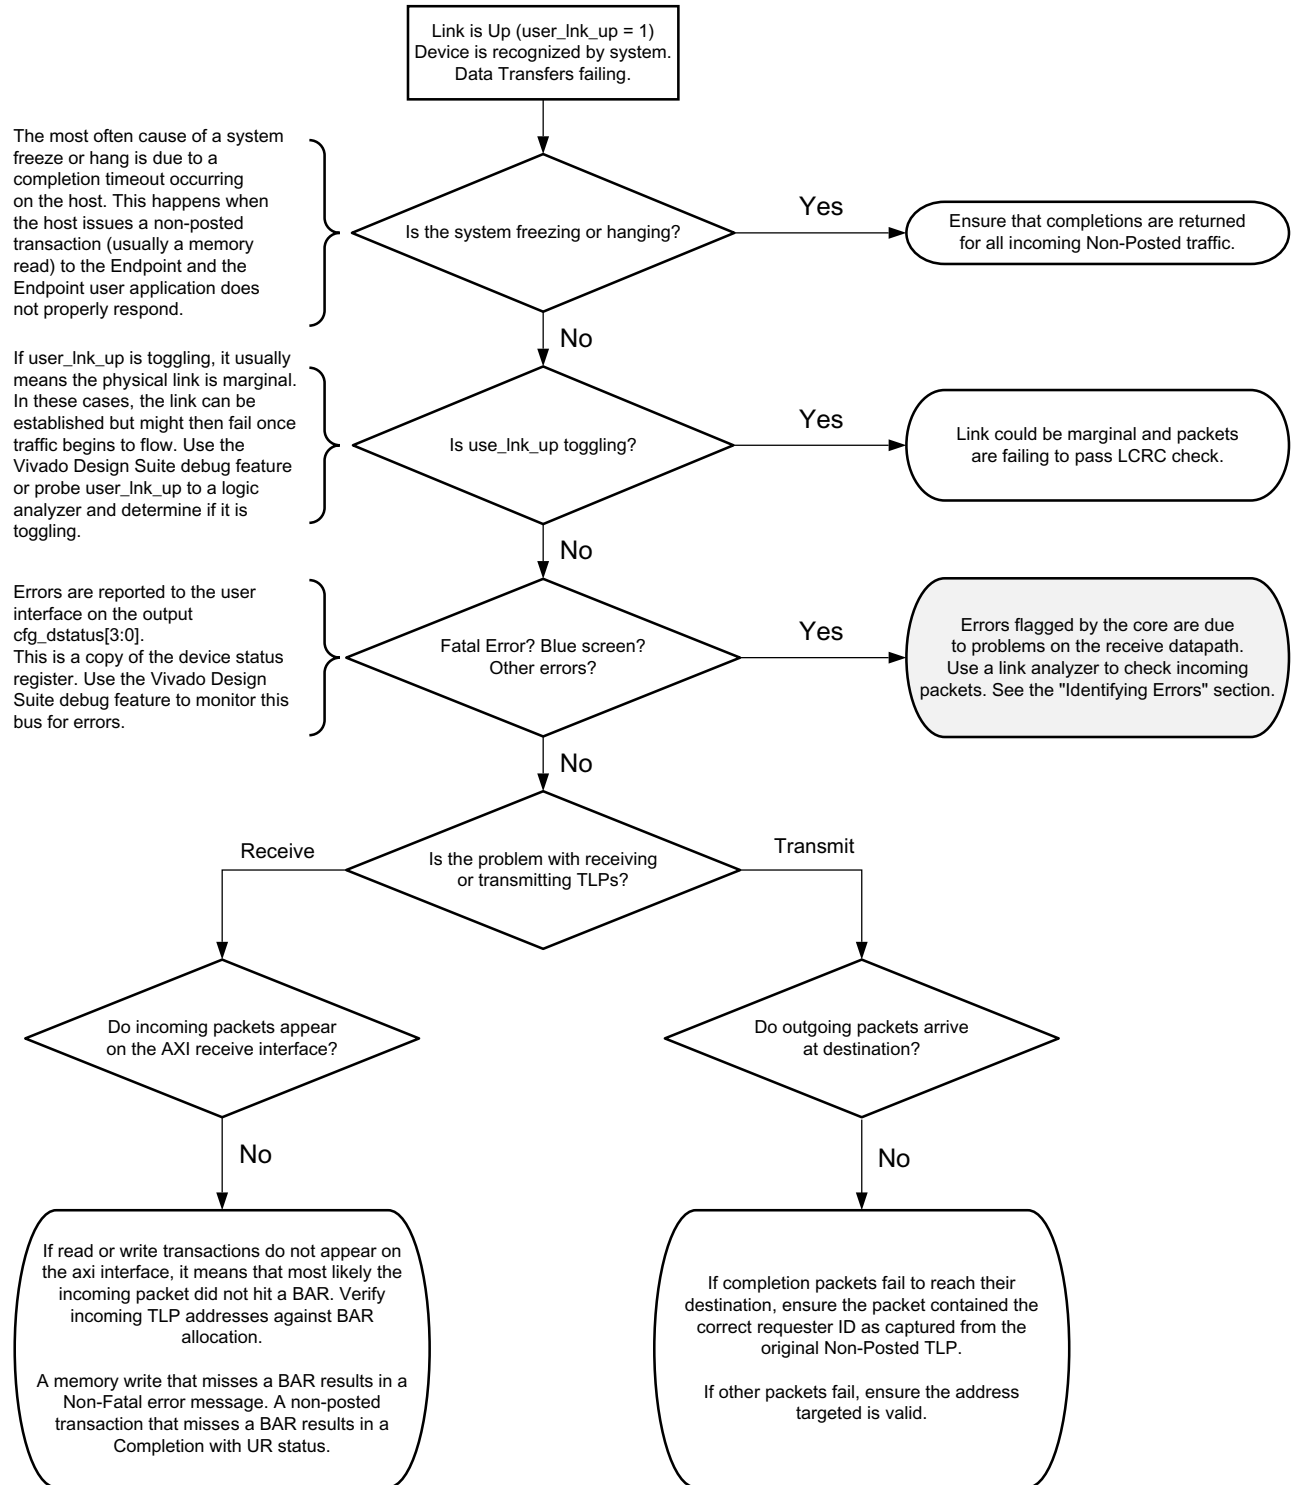 Link is Up (user_lnk_up = 1)
Device is recognized by system.
Data Transfers failing.
The most often cause of a system
freeze or hang is due to a
completion timeout occurring
on the host. This happens when
the host issues a non-posted
transaction (usually a memory
read) to the Endpoint and the
Endpoint user application does
not properly respond.
Is the system freezing or hanging?
Yes
Ensure that completions are returned
for all incoming Non-Posted traffic.
No
If user_lnk_up is toggling, it usually
means the physical link is marginal.
In these cases, the link can be
established but might then fail once
traffic begins to flow. Use the
Vivado Design Suite debug feature
or probe user_lnk_up to a logic
analyzer and determine if it is
toggling.
Is use_lnk_up toggling?
Yes
Link could be marginal and packets
are failing to pass LCRC check.
No
Errors are reported to the user
interface on the output
cfg_dstatus[3:0].
This is a copy of the device status
register. Use the Vivado Design
Suite debug feature to monitor this
bus for errors.
Fatal Error? Blue screen?
Other errors?
Yes
Errors flagged by the core are due
to problems on the receive datapath.
Use a link analyzer to check incoming
packets. See the "Identifying Errors" section.
No
Is the problem with receiving
or transmitting TLPs?
Receive
Transmit
Do incoming packets appear
on the AXI receive interface?
Do outgoing packets arrive
at destination?
No
No
If read or write transactions do not appear on
the axi interface, it means that most likely the
incoming packet did not hit a BAR. Verify
incoming TLP addresses against BAR
allocation.
A memory write that misses a BAR results in a
Non-Fatal error message. A non-posted
transaction that misses a BAR results in a
Completion with UR status.
If completion packets fail to reach their
destination, ensure the packet contained the
correct requester ID as captured from the
original Non-Posted TLP.
If other packets fail, ensure the address
targeted is valid.